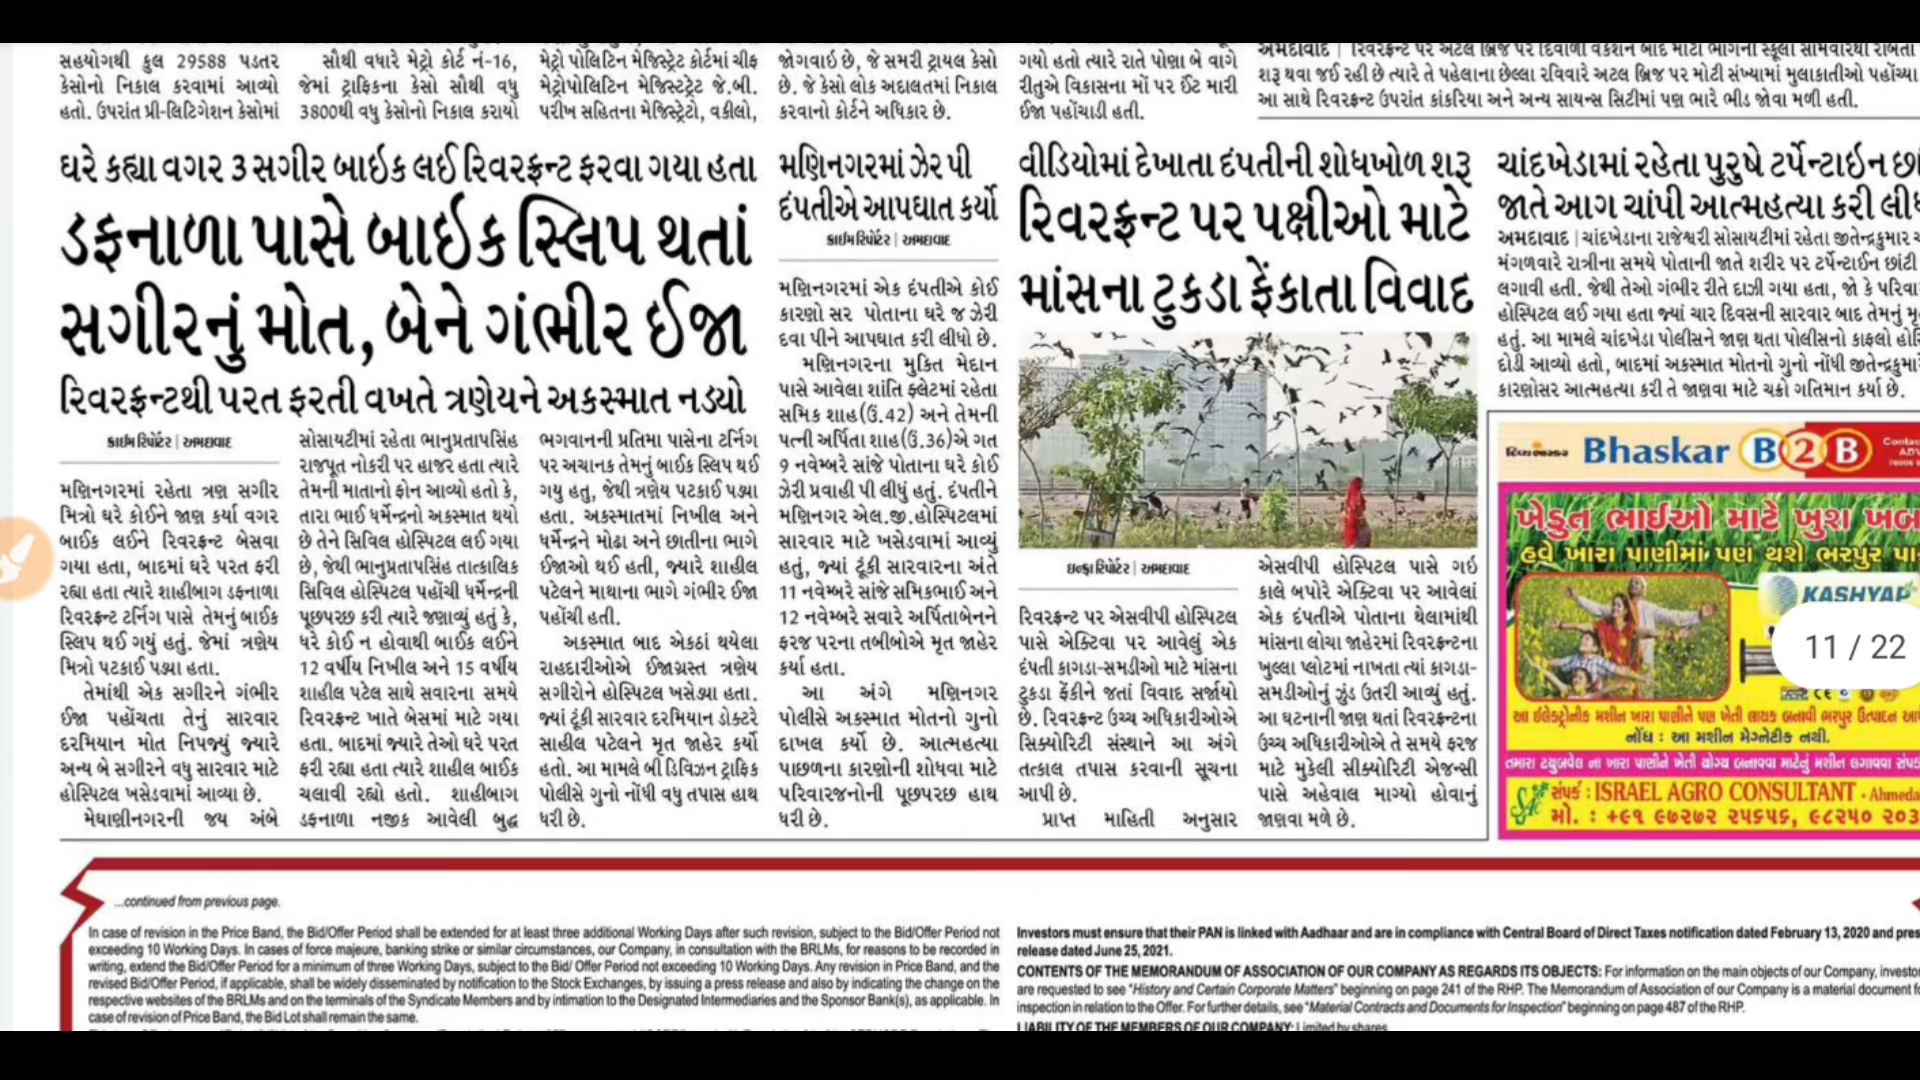 સહયોગથી કુલ 29588 પડતર
કેસોનો નિકાલ કરવામાં આવ્યો
હતો. ઉપરાંત પ્રી-લિટિગેશન કેસોમાં
સૌથી વધારે મેટ્રો કોર્ટ નં-16,
જેમાં ટ્રાફિકના કેસો સૌથી વધુ
3800થી વધુ કેસોનો નિકાલ કરાયો
મેટ્રો પોલિટિન મેજિસ્ટ્રેટ કોર્ટમાં ચીફ
મેટ્રોપોલિટિન મેજિસ્ટ્રેટ જે.બી.
પરીખ સહિતના મેજિસ્ટ્રેટો, વકીલો,
જોગવાઇ છે, જે સમરી ટ્રાયલ કેસો
છે. જે કેસો લોક અદાલતમાં નિકાલ
કરવાનો કોર્ટને અધિકાર છે.
ગયો હતો ત્યારે રાતે પોણા બે વાગે
રીતુએ વિકાસના મોં પર ઈંટ મારી
ઈજા પહોંચાડી હતી.
અમદાવાદ | રિવરફ્રન્ટ પર અટલ બ્રિજ પર દિવાળી વેકેશન બાદ મોટા ભાગની સ્કૂલો સોમવારથી રાબેતા
શરૂ થવા જઈ રહી છે ત્યારે તે પહેલાના છેલ્લા રવિવારે અટલ બ્રિજ પર મોટી સંખ્યામાં મુલાકાતીઓ પહોંચ્યા
આ સાથે રિવરફ્રન્ટ ઉપરાંત કાંકરિયા અને અન્ય સાયન્સ સિટીમાં પણ ભારે ભીડ જોવા મળી હતી.
ઘરે કહ્યા વગર 3 સગીર બાઇક લઈ રિવરફ્રન્ટ ફરવા ગયા હતા
ડફનાળા પાસે બાઇક સ્લિપ થતાં
સગીરનું મોત, બેને ગંભીર ઈજા
રિવરફ્રન્ટથી પરત ફરતી વખતે ત્રણેયને અકસ્માત નડ્યો
ક્રાઈમ રિપોર્ટર | અમદાવાદ
મણિનગરમાં રહેતા ત્રણ સગીર
મિત્રો ઘરે કોઈને જાણ કર્યા વગર
બાઈક લઈને રિવરફ્રન્ટ બેસવા
ગયા હતા, બાદમાં ઘરે પરત ફરી
રહ્યા હતા ત્યારે શાહીબાગ ડફનાળા
રિવરફ્રન્ટ ટર્નિંગ પાસે તેમનું બાઈક
સ્લિપ થઈ ગયું હતું. જેમાં ત્રણેય
મિત્રો પટકાઈ પડ્યા હતા.
તેમાંથી એક સગીરને ગંભીર
ઈજા પહોંચતા તેનું સારવાર
દરમિયાન મોત નિપજ્યું જ્યારે
અન્ય બે સગીરને વધુ સારવાર માટે
હોસ્પિટલ ખસેડવામાં આવ્યા છે.
મેઘાણીનગરની જય અંબે
સોસાયટીમાં રહેતા ભાનુપ્રતાપસિંહ
રાજપૂત નોકરી પર હાજર હતા ત્યારે
તેમની માતાનો ફોન આવ્યો હતો કે,
તારા ભાઈ ધર્મેન્દ્રનો અકસ્માત થયો
છે તેને સિવિલ હોસ્પિટલ લઈ ગયા
છે, જેથી ભાનુપ્રતાપસિંહ તાત્કાલિક
સિવિલ હોસ્પિટલ પહોંચી ધર્મેન્દ્રની
પૂછપરછ કરી ત્યારે જણાવ્યું હતું કે,
ઘરે કોઈ ન હોવાથી બાઈક લઈને
12 વર્ષીય નિખીલ અને 15 વર્ષીય
શાહીલ પટેલ સાથે સવારના સમયે
રિવરફ્રન્ટ ખાતે બેસમાં માટે ગયા
હતા. બાદમાં જ્યારે તેઓ ઘરે પરત
ફરી રહ્યા હતા ત્યારે શાહીલ બાઈક
ચલાવી રહ્યો હતો. શાહીબાગ
ડફનાળા નજીક આવેલી બુદ્ધ
ભગવાનની પ્રતિમા પાસેના ટર્નિંગ
પર અચાનક તેમનું બાઈક સ્લિપ થઈ
ગયુ હતુ, જેથી ત્રણેય પટકાઈ પડ્યા
હતા. અકસ્માતમાં નિખીલ અને
ધર્મેન્દ્રને મોઢા અને છાતીના ભાગે
ઈજાઓ થઈ હતી, જ્યારે શાહીલ
પટેલને માથાના ભાગે ગંભીર ઈજા
પહોંચી હતી.
અકસ્માત બાદ એકઠાં થયેલા
રાહદારીઓએ ઈજાગ્રસ્ત ત્રણેય
સગીરોને હોસ્પિટલ ખસેડ્યા હતા.
જ્યાં ટૂંકી સારવાર દરમિયાન ડોક્ટરે
સાહીલ પટેલને મૃત જાહેર કર્યો
હતો. આ મામલે બી ડિવિઝન ટ્રાફિક
પોલીસે ગુનો નોંધી વધુ તપાસ હાથ
ધરી છે.
મણિનગરમાં ઝેર પી
દંપતીએ આપઘાત કર્યો
ક્રાઈમ રિપોર્ટર | અમદાવાદ
મણિનગરમાં એક દંપતીએ કોઈ
કારણો સર પોતાના ઘરે જ ઝેરી
દવા પીને આપઘાત કરી લીધો છે.
મણિનગરના મુક્તિ મેદાન
પાસે આવેલા શાંતિ ફ્લેટમાં રહેતા
સમિક શાહ(ઉં.42) અને તેમની
પત્ની અર્પિતા શાહ(ઉં.36)એ ગત
9 નવેમ્બરે સાંજે પોતાના ઘરે કોઈ
ઝેરી પ્રવાહી પી લીધું હતું. દંપતીને
મણિનગર એલ.જી.હોસ્પિટલમાં
સારવાર માટે ખસેડવામાં આવ્યું
હતું, જ્યાં ટૂંકી સારવારના અંતે
11 નવેમ્બરે સાંજે સમિકભાઈ અને
12 નવેમ્બરે સવારે અર્પિતાબેનને
ફરજ પરના તબીબોએ મૃત જાહેર
કર્યા હતા.
આ અંગે મણિનગર
પોલીસે અકસ્માત મોતનો ગુનો
દાખલ કર્યો છે. આત્મહત્યા
પાછળના કારણોની શોધવા માટે
પરિવારજનોની પૂછપરછ હાથ
ધરી છે.
વીડિયોમાં દેખાતા દંપતીની શોધખોળ શરૂ
રિવરફ્રન્ટ પર પક્ષીઓ માટે
માંસના ટુકડા ફેંકાતા વિવાદ
ઇન્ફ્રા રિપોર્ટર | અમદાવાદ
રિવરફ્રન્ટ પર એસવીપી હોસ્પિટલ
પાસે એક્ટિવા પર આવેલું એક
દંપતી કાગડા-સમડીઓ માટે માંસના
ટુકડા ફેંકીને જતાં વિવાદ સર્જાયો
છે. રિવરફ્રન્ટ ઉચ્ચ અધિકારીઓએ
સિક્યોરિટી સંસ્થાને આ અંગે
તત્કાલ તપાસ કરવાની સૂચના
આપી છે.
પ્રાપ્ત માહિતી અનુસાર
એસવીપી હોસ્પિટલ પાસે ગઇ
કાલે બપોરે એક્ટિવા પર આવેલાં
એક દંપતીએ પોતાના થેલામાંથી
માંસના લોચા જાહેરમાં રિવરફ્રન્ટના
ખુલ્લા પ્લોટમાં નાખતા ત્યાં કાગડા-
સમડીઓનું ઝુંડ ઉતરી આવ્યું હતું.
આ ઘટનાની જાણ થતાં રિવરફ્રન્ટના
ઉચ્ચ અધિકારીઓએ તે સમયે ફરજ
માટે મુકેલી સીક્યોરિટી એજન્સી
પાસે અહેવાલ માગ્યો હોવાનું
જાણવા મળે છે.
ચાંદખેડામાં રહેતા પુરુષે ટર્પેન્ટાઇન
જાતે આગ ચાંપી આત્મહત્યા કરી
અમદાવાદ | ચાંદખેડાના રાજેશ્વરી સોસાયટીમાં રહેતા જીતેન્દ્રકુમાર
મંગળવારે રાત્રીના સમયે પોતાની જાતે શરીર પર ટર્પેન્ટાઈન છાંટી
લગાવી હતી. જેથી તેઓ ગંભીર રીતે દાઝી ગયા હતા, જો કે
હોસ્પિટલ લઈ ગયા હતા જ્યાં ચાર દિવસની સારવાર બાદ તેમનું
હતું. આ મામલે ચાંદખેડા પોલીસને જાણ થતા પોલીસનો કાફલો
દોડી આવ્યો હતો, બાદમાં અકસ્માત મોતનો ગુનો નોંધી
કારણોસર આત્મહત્યા કરી તે જાણવા માટે ચક્રો ગતિમાન કર્યા છે.
દિવ્ય ભાસ્કર Bhaskar B2B
ખેડુત ભાઈઓ માટે ખુશ
હવે ખારા પાણીમાં પણ થશે ભરપુર
KASHYAP
11 / 22
આ ઈલેક્ટ્રોનીક મશીન ખારા પાણીને પણ ખેતી લાયક બનાવી ભરપુર ઉત્પાદન
નોંધ : આ મશીન મેગ્નેટીક નથી.
તમારા ટયુબવેલ ના ખારા પાણીને ખેતી યોગ્ય બનાવવા માટેનું મશીન લગાવવા
સંપર્ક : ISRAEL AGRO CONSULTANT -
મો. : +૯૧ ૯૭૨૭૨ ૨૫૬૫૬, ૯૮૨૫૦ ૨૦૩
...continued from previous page.
In case of revision in the Price Band, the Bid/Offer Period shall be extended for at least three additional Working Days after such revision, subject to the Bid/Offer Period not
exceeding 10 Working Days. In cases of force majeure, banking strike or similar circumstances, our Company, in consultation with the BRLMs, for reasons to be recorded in
writing, extend the Bid/Offer Period for a minimum of three Working Days, subject to the Bid/ Offer Period not exceeding 10 Working Days. Any revision in Price Band, and the
revised Bid/Offer Period, if applicable, shall be widely disseminated by notification to the Stock Exchanges, by issuing a press release and also by indicating the change on the
respective websites of the BRLMs and on the terminals of the Syndicate Members and by intimation to the Designated Intermediaries and the Sponsor Bank(s), as applicable. In
case of revision of Price Band, the Bid Lot shall remain the same.
Investors must ensure that their PAN is linked with Aadhaar and are in compliance with Central Board of Direct Taxes notification dated February 13, 2020 and
release dated June 25, 2021.
CONTENTS OF THE MEMORANDUM OF ASSOCIATION OF OUR COMPANY AS REGARDS ITS OBJECTS: For information on the main objects of our Company,
are requested to see "History and Certain Corporate Matters" beginning on page 241 of the RHP. The Memorandum of Association of our Company is a material document
inspection in relation to the Offer. For further details, see "Material Contracts and Documents for Inspection" beginning on page 487 of the RHP.
LIABILITY OF THE MEMBERS OF OUR COMPANY: Limited by shares